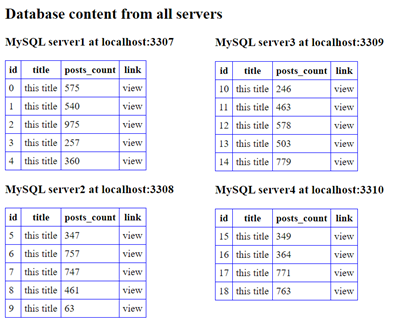 Database content from all servers
MySQL server1 at localhost:3307
id title posts_count link
0 this title 575 view
1 this title 540 view
2 this title 975 view
3 this title 257 view
4 this title 360 view
MySQL server2 at localhost:3308
id title posts_count link
5 this title 347 view
6 this title 757 view
7 this title 747 view
8 this title 461 view
9 this title 63 view
MySQL server3 at localhost:3309
id title posts_count link
10 this title 246 view
11 this title 463 view
12 this title 578 view
13 this title 503 view
14 this title 779 view
MySQL server4 at localhost:3310
id title posts_count link
15 this title 349 view
16 this title 364 view
17 this title 771 view
18 this title 763 view